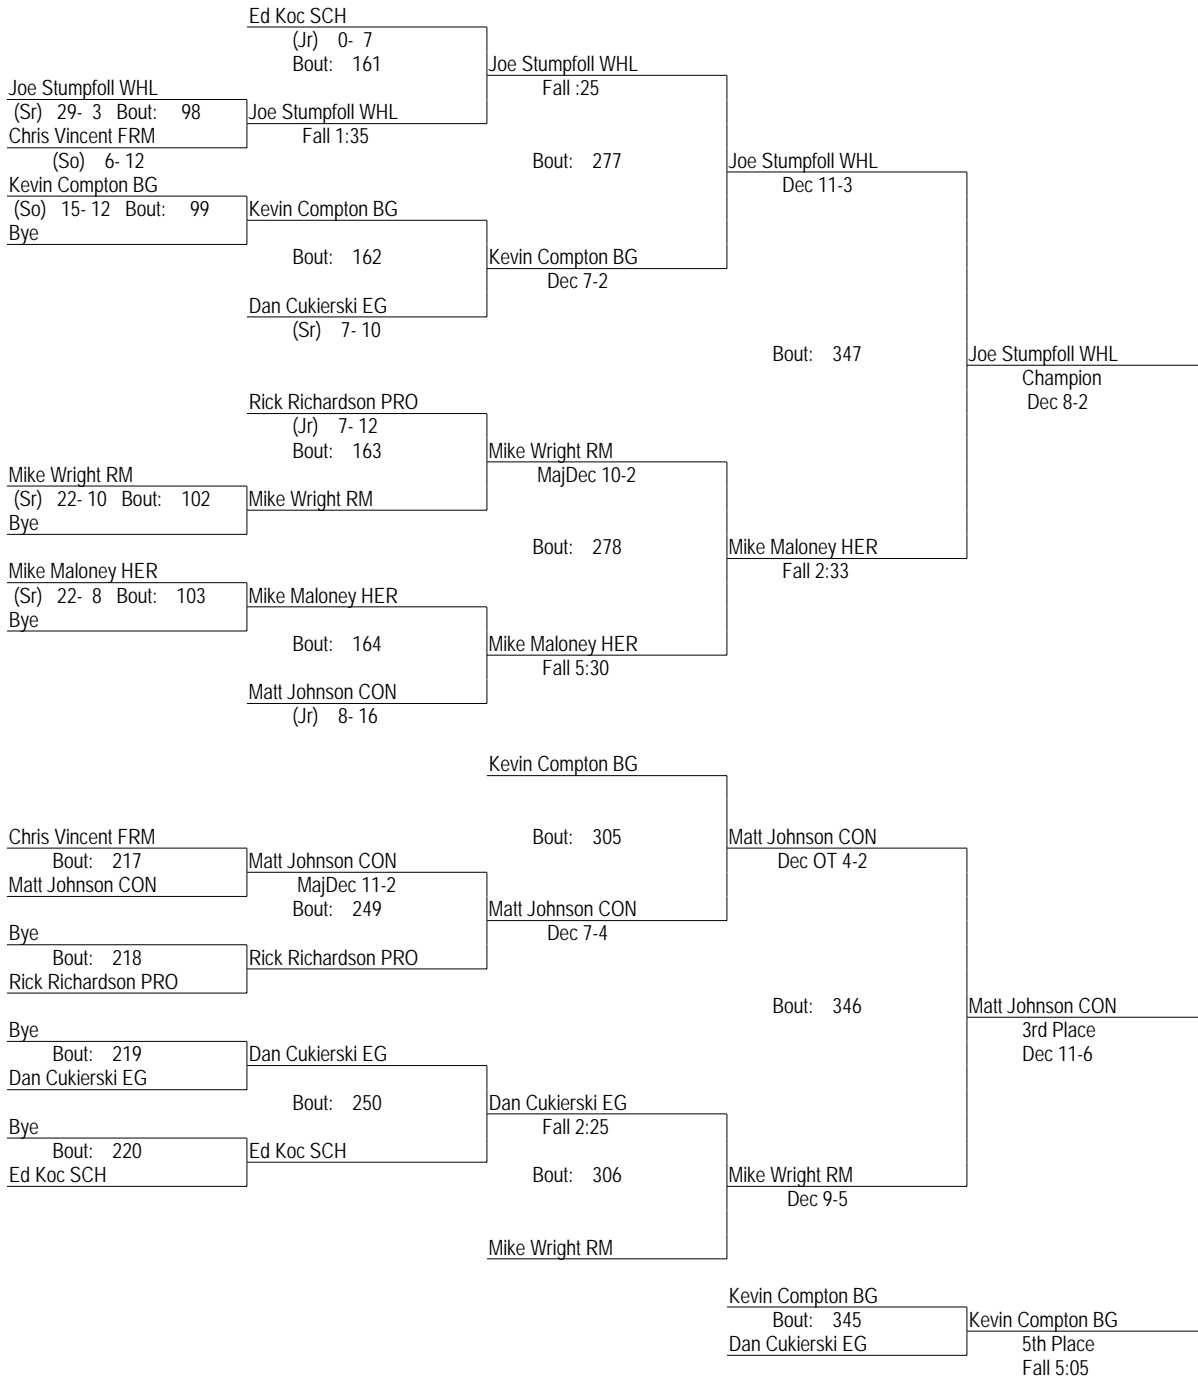 Ed Koc SCH
(Jr) 0- 7
Bout: 161
Joe Stumpfoll WHL
Fall :25
Joe Stumpfoll WHL
(Sr) 29- 3 Bout: 98
Joe Stumpfoll WHL
Chris Vincent FRM
Fall 1:35
(So) 6- 12
Bout: 277
Joe Stumpfoll WHL
Dec 11-3
Kevin Compton BG
(So) 15- 12 Bout: 99
Kevin Compton BG
Bye
Bout: 162
Kevin Compton BG
Dec 7-2
Dan Cukierski EG
(Sr) 7- 10
Bout: 347
Joe Stumpfoll WHL
Champion
Dec 8-2
Rick Richardson PRO
(Jr) 7- 12
Bout: 163
Mike Wright RM
MajDec 10-2
Mike Wright RM
(Sr) 22- 10 Bout: 102
Mike Wright RM
Bye
Bout: 278
Mike Maloney HER
Fall 2:33
Mike Maloney HER
(Sr) 22- 8 Bout: 103
Mike Maloney HER
Bye
Bout: 164
Mike Maloney HER
Fall 5:30
Matt Johnson CON
(Jr) 8- 16
Kevin Compton BG
Chris Vincent FRM
Bout: 305
Matt Johnson CON
Dec OT 4-2
Bout: 217
Matt Johnson CON
Matt Johnson CON
MajDec 11-2
Bout: 249
Matt Johnson CON
Dec 7-4
Bye
Bout: 218
Rick Richardson PRO
Rick Richardson PRO
Bout: 346
Matt Johnson CON
3rd Place
Dec 11-6
Bye
Bout: 219
Dan Cukierski EG
Dan Cukierski EG
Bout: 250
Dan Cukierski EG
Fall 2:25
Bye
Bout: 220
Ed Koc SCH
Ed Koc SCH
Bout: 306
Mike Wright RM
Dec 9-5
Mike Wright RM
Kevin Compton BG
Bout: 345
Kevin Compton BG
Dan Cukierski EG
5th Place
Fall 5:05